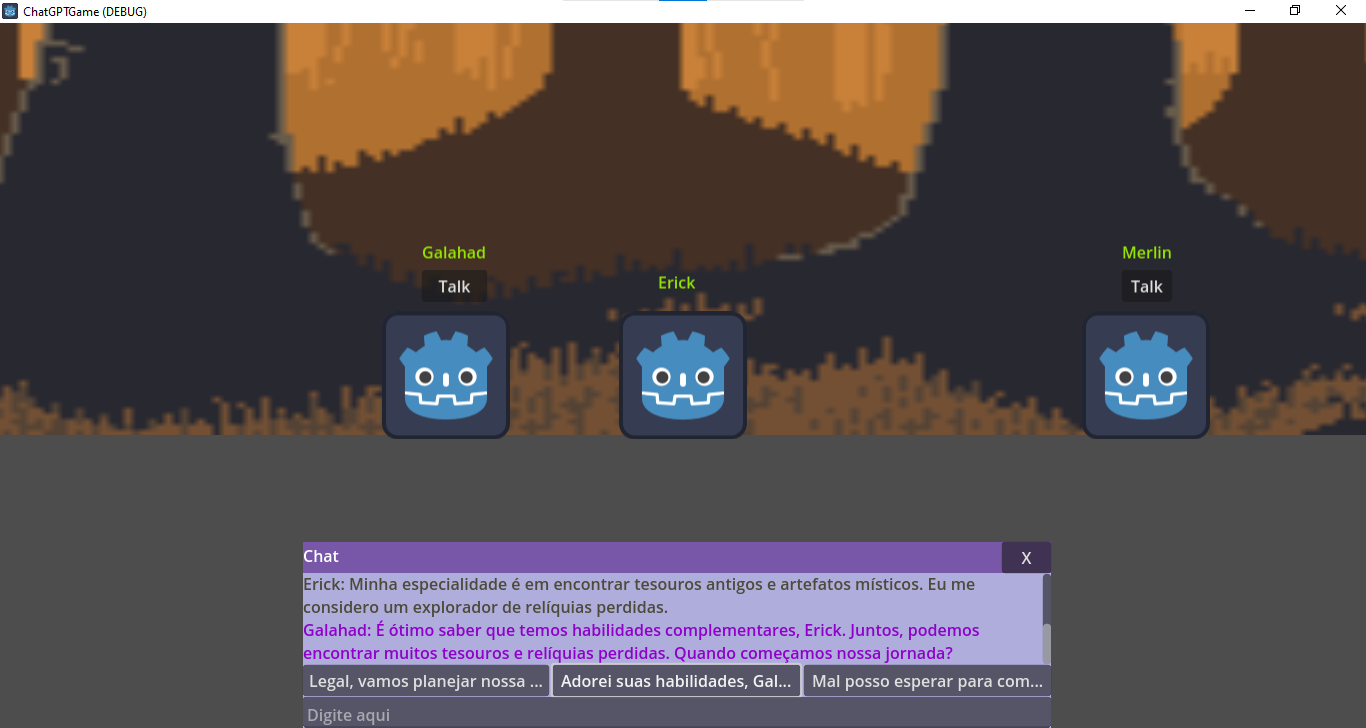 ChatGPTGame (DEBUG)
Galahad
Talk
Erick
Merlin
Talk
Chat
X
Erick: Minha especialidade é em encontrar tesouros antigos e artefatos místicos. Eu me
considero um explorador de relíquias perdidas.
Galahad: É ótimo saber que temos habilidades complementares, Erick. Juntos, podemos
encontrar muitos tesouros e relíquias perdidas. Quando começamos nossa jornada?
Legal, vamos planejar nossa ...
Adorei suas habilidades, Gal...
Mal posso esperar para com...
Digite aqui